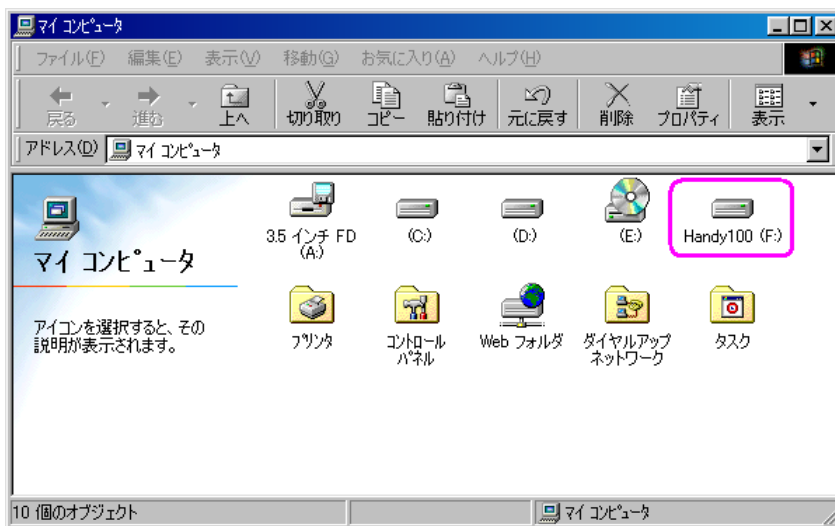 マイ コンピュータ
ファイル(F) 編集(E) 表示(V) 移動(G) お気に入り(A) ヘルプ(H)
戻る 進む 上へ 切り取り コピー 貼り付け 元に戻す 削除 プロパティ 表示
アドレス(D) マイ コンピュータ
マイ コンピュータ
アイコンを選択すると、その
説明が表示されます。
3.5 インチ FD
(A:)
(C:)
(D:)
(E:)
Handy100 (F:)
プリンタ
コントロール
パネル
Web フォルダ
ダイヤルアップ
ネットワーク
タスク
10 個のオブジェクト
マイ コンピュータ